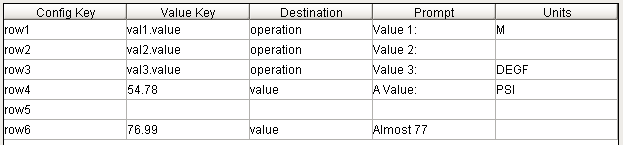 Config Key Value Key Destination Prompt Units
row1 val1.value operation Value 1: M
row2 val2.value operation Value 2:
row3 val3.value operation Value 3: DEGF
row4 54.78 value A Value: PSI
row5
row6 76.99 value Almost 77